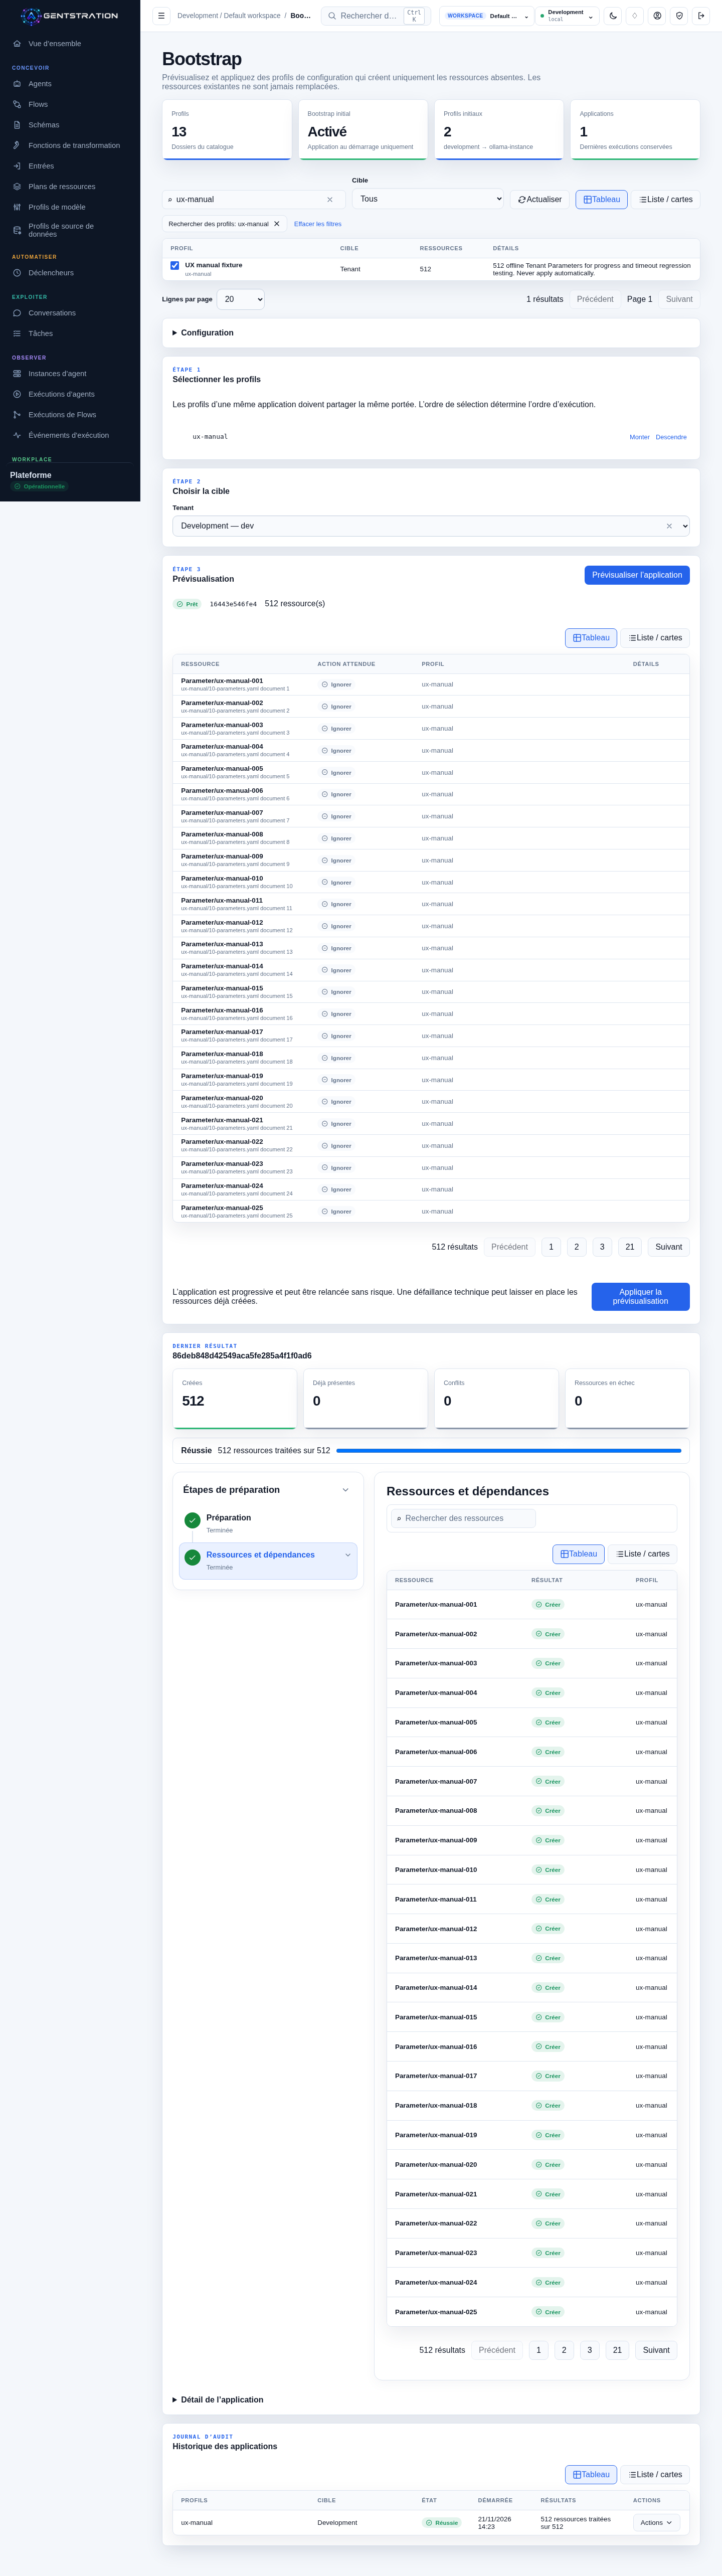 GENTSTRATION
Vue d'ensemble
CONCEVOIR
Agents
Flows
Schémas
Fonctions de transformation
Entrées
Plans de ressources
Profils de modèle
Profils de source de
données
AUTOMATISER
Déclencheurs
EXPLOITER
Conversations
Tâches
OBSERVER
Instances d'agent
Exécutions d'agents
Exécutions de Flows
Événements d'exécution
WORKPLACE
Plateforme
Opérationnelle
Development / Default workspace / Boo…
Rechercher d…
Ctrl
K
WORKSPACE Default …
Development
local
Bootstrap
Prévisualisez et appliquez des profils de configuration qui créent uniquement les ressources absentes. Les
ressources existantes ne sont jamais remplacées.
Profils
13
Dossiers du catalogue
Bootstrap initial
Activé
Application au démarrage uniquement
Profils initiaux
2
development → ollama-instance
Applications
1
Dernières exécutions conservées
ux-manual
Cible
Tous
Actualiser
Tableau
Liste / cartes
Rechercher des profils: ux-manual
Effacer les filtres
PROFIL CIBLE RESSOURCES DÉTAILS
UX manual fixture
ux-manual
Tenant
512
512 offline Tenant Parameters for progress and timeout regression
testing. Never apply automatically.
Lignes par page 20
1 résultats Précédent Page 1 Suivant
Configuration
ÉTAPE 1
Sélectionner les profils
Les profils d'une même application doivent partager la même portée. L'ordre de sélection détermine l'ordre d'exécution.
ux-manual Monter Descendre
ÉTAPE 2
Choisir la cible
Tenant
Development — dev
ÉTAPE 3
Prévisualisation
Prévisualiser l'application
Prêt 16443e546fe4 512 ressource(s)
Tableau Liste / cartes
RESSOURCE ACTION ATTENDUE PROFIL DÉTAILS
Parameter/ux-manual-001 Ignorer ux-manual
ux-manual/10-parameters.yaml document 1
Parameter/ux-manual-002 Ignorer ux-manual
ux-manual/10-parameters.yaml document 2
Parameter/ux-manual-003 Ignorer ux-manual
ux-manual/10-parameters.yaml document 3
Parameter/ux-manual-004 Ignorer ux-manual
ux-manual/10-parameters.yaml document 4
Parameter/ux-manual-005 Ignorer ux-manual
ux-manual/10-parameters.yaml document 5
Parameter/ux-manual-006 Ignorer ux-manual
ux-manual/10-parameters.yaml document 6
Parameter/ux-manual-007 Ignorer ux-manual
ux-manual/10-parameters.yaml document 7
Parameter/ux-manual-008 Ignorer ux-manual
ux-manual/10-parameters.yaml document 8
Parameter/ux-manual-009 Ignorer ux-manual
ux-manual/10-parameters.yaml document 9
Parameter/ux-manual-010 Ignorer ux-manual
ux-manual/10-parameters.yaml document 10
Parameter/ux-manual-011 Ignorer ux-manual
ux-manual/10-parameters.yaml document 11
Parameter/ux-manual-012 Ignorer ux-manual
ux-manual/10-parameters.yaml document 12
Parameter/ux-manual-013 Ignorer ux-manual
ux-manual/10-parameters.yaml document 13
Parameter/ux-manual-014 Ignorer ux-manual
ux-manual/10-parameters.yaml document 14
Parameter/ux-manual-015 Ignorer ux-manual
ux-manual/10-parameters.yaml document 15
Parameter/ux-manual-016 Ignorer ux-manual
ux-manual/10-parameters.yaml document 16
Parameter/ux-manual-017 Ignorer ux-manual
ux-manual/10-parameters.yaml document 17
Parameter/ux-manual-018 Ignorer ux-manual
ux-manual/10-parameters.yaml document 18
Parameter/ux-manual-019 Ignorer ux-manual
ux-manual/10-parameters.yaml document 19
Parameter/ux-manual-020 Ignorer ux-manual
ux-manual/10-parameters.yaml document 20
Parameter/ux-manual-021 Ignorer ux-manual
ux-manual/10-parameters.yaml document 21
Parameter/ux-manual-022 Ignorer ux-manual
ux-manual/10-parameters.yaml document 22
Parameter/ux-manual-023 Ignorer ux-manual
ux-manual/10-parameters.yaml document 23
Parameter/ux-manual-024 Ignorer ux-manual
ux-manual/10-parameters.yaml document 24
Parameter/ux-manual-025 Ignorer ux-manual
ux-manual/10-parameters.yaml document 25
512 résultats Précédent 1 2 3 21 Suivant
L'application est progressive et peut être relancée sans risque. Une défaillance technique peut laisser en place les
ressources déjà créées.
Appliquer la
prévisualisation
DERNIER RÉSULTAT
86deb848d42549aca5fe285a4f1f0ad6
Créées
512
Déjà présentes
0
Conflits
0
Ressources en échec
0
Réussie 512 ressources traitées sur 512
Étapes de préparation
Préparation
Terminée
Ressources et dépendances
Terminée
Ressources et dépendances
Rechercher des ressources
Tableau Liste / cartes
RESSOURCE RÉSULTAT PROFIL
Parameter/ux-manual-001 Créer ux-manual
Parameter/ux-manual-002 Créer ux-manual
Parameter/ux-manual-003 Créer ux-manual
Parameter/ux-manual-004 Créer ux-manual
Parameter/ux-manual-005 Créer ux-manual
Parameter/ux-manual-006 Créer ux-manual
Parameter/ux-manual-007 Créer ux-manual
Parameter/ux-manual-008 Créer ux-manual
Parameter/ux-manual-009 Créer ux-manual
Parameter/ux-manual-010 Créer ux-manual
Parameter/ux-manual-011 Créer ux-manual
Parameter/ux-manual-012 Créer ux-manual
Parameter/ux-manual-013 Créer ux-manual
Parameter/ux-manual-014 Créer ux-manual
Parameter/ux-manual-015 Créer ux-manual
Parameter/ux-manual-016 Créer ux-manual
Parameter/ux-manual-017 Créer ux-manual
Parameter/ux-manual-018 Créer ux-manual
Parameter/ux-manual-019 Créer ux-manual
Parameter/ux-manual-020 Créer ux-manual
Parameter/ux-manual-021 Créer ux-manual
Parameter/ux-manual-022 Créer ux-manual
Parameter/ux-manual-023 Créer ux-manual
Parameter/ux-manual-024 Créer ux-manual
Parameter/ux-manual-025 Créer ux-manual
512 résultats Précédent 1 2 3 21 Suivant
Détail de l'application
JOURNAL D'AUDIT
Historique des applications
Tableau Liste / cartes
PROFILS CIBLE ÉTAT DÉMARRÉE RÉSULTATS ACTIONS
ux-manual Development Réussie
21/11/2026
14:23
512 ressources traitées
sur 512
Actions